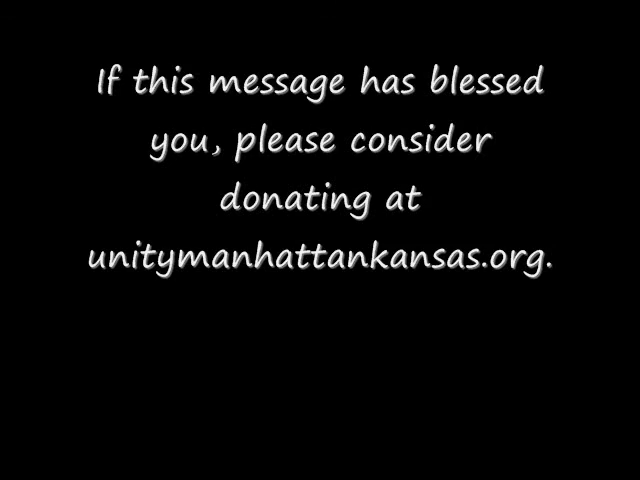 If this message has blessed
you, please consider
donating at
unitymanhattankansas.org.